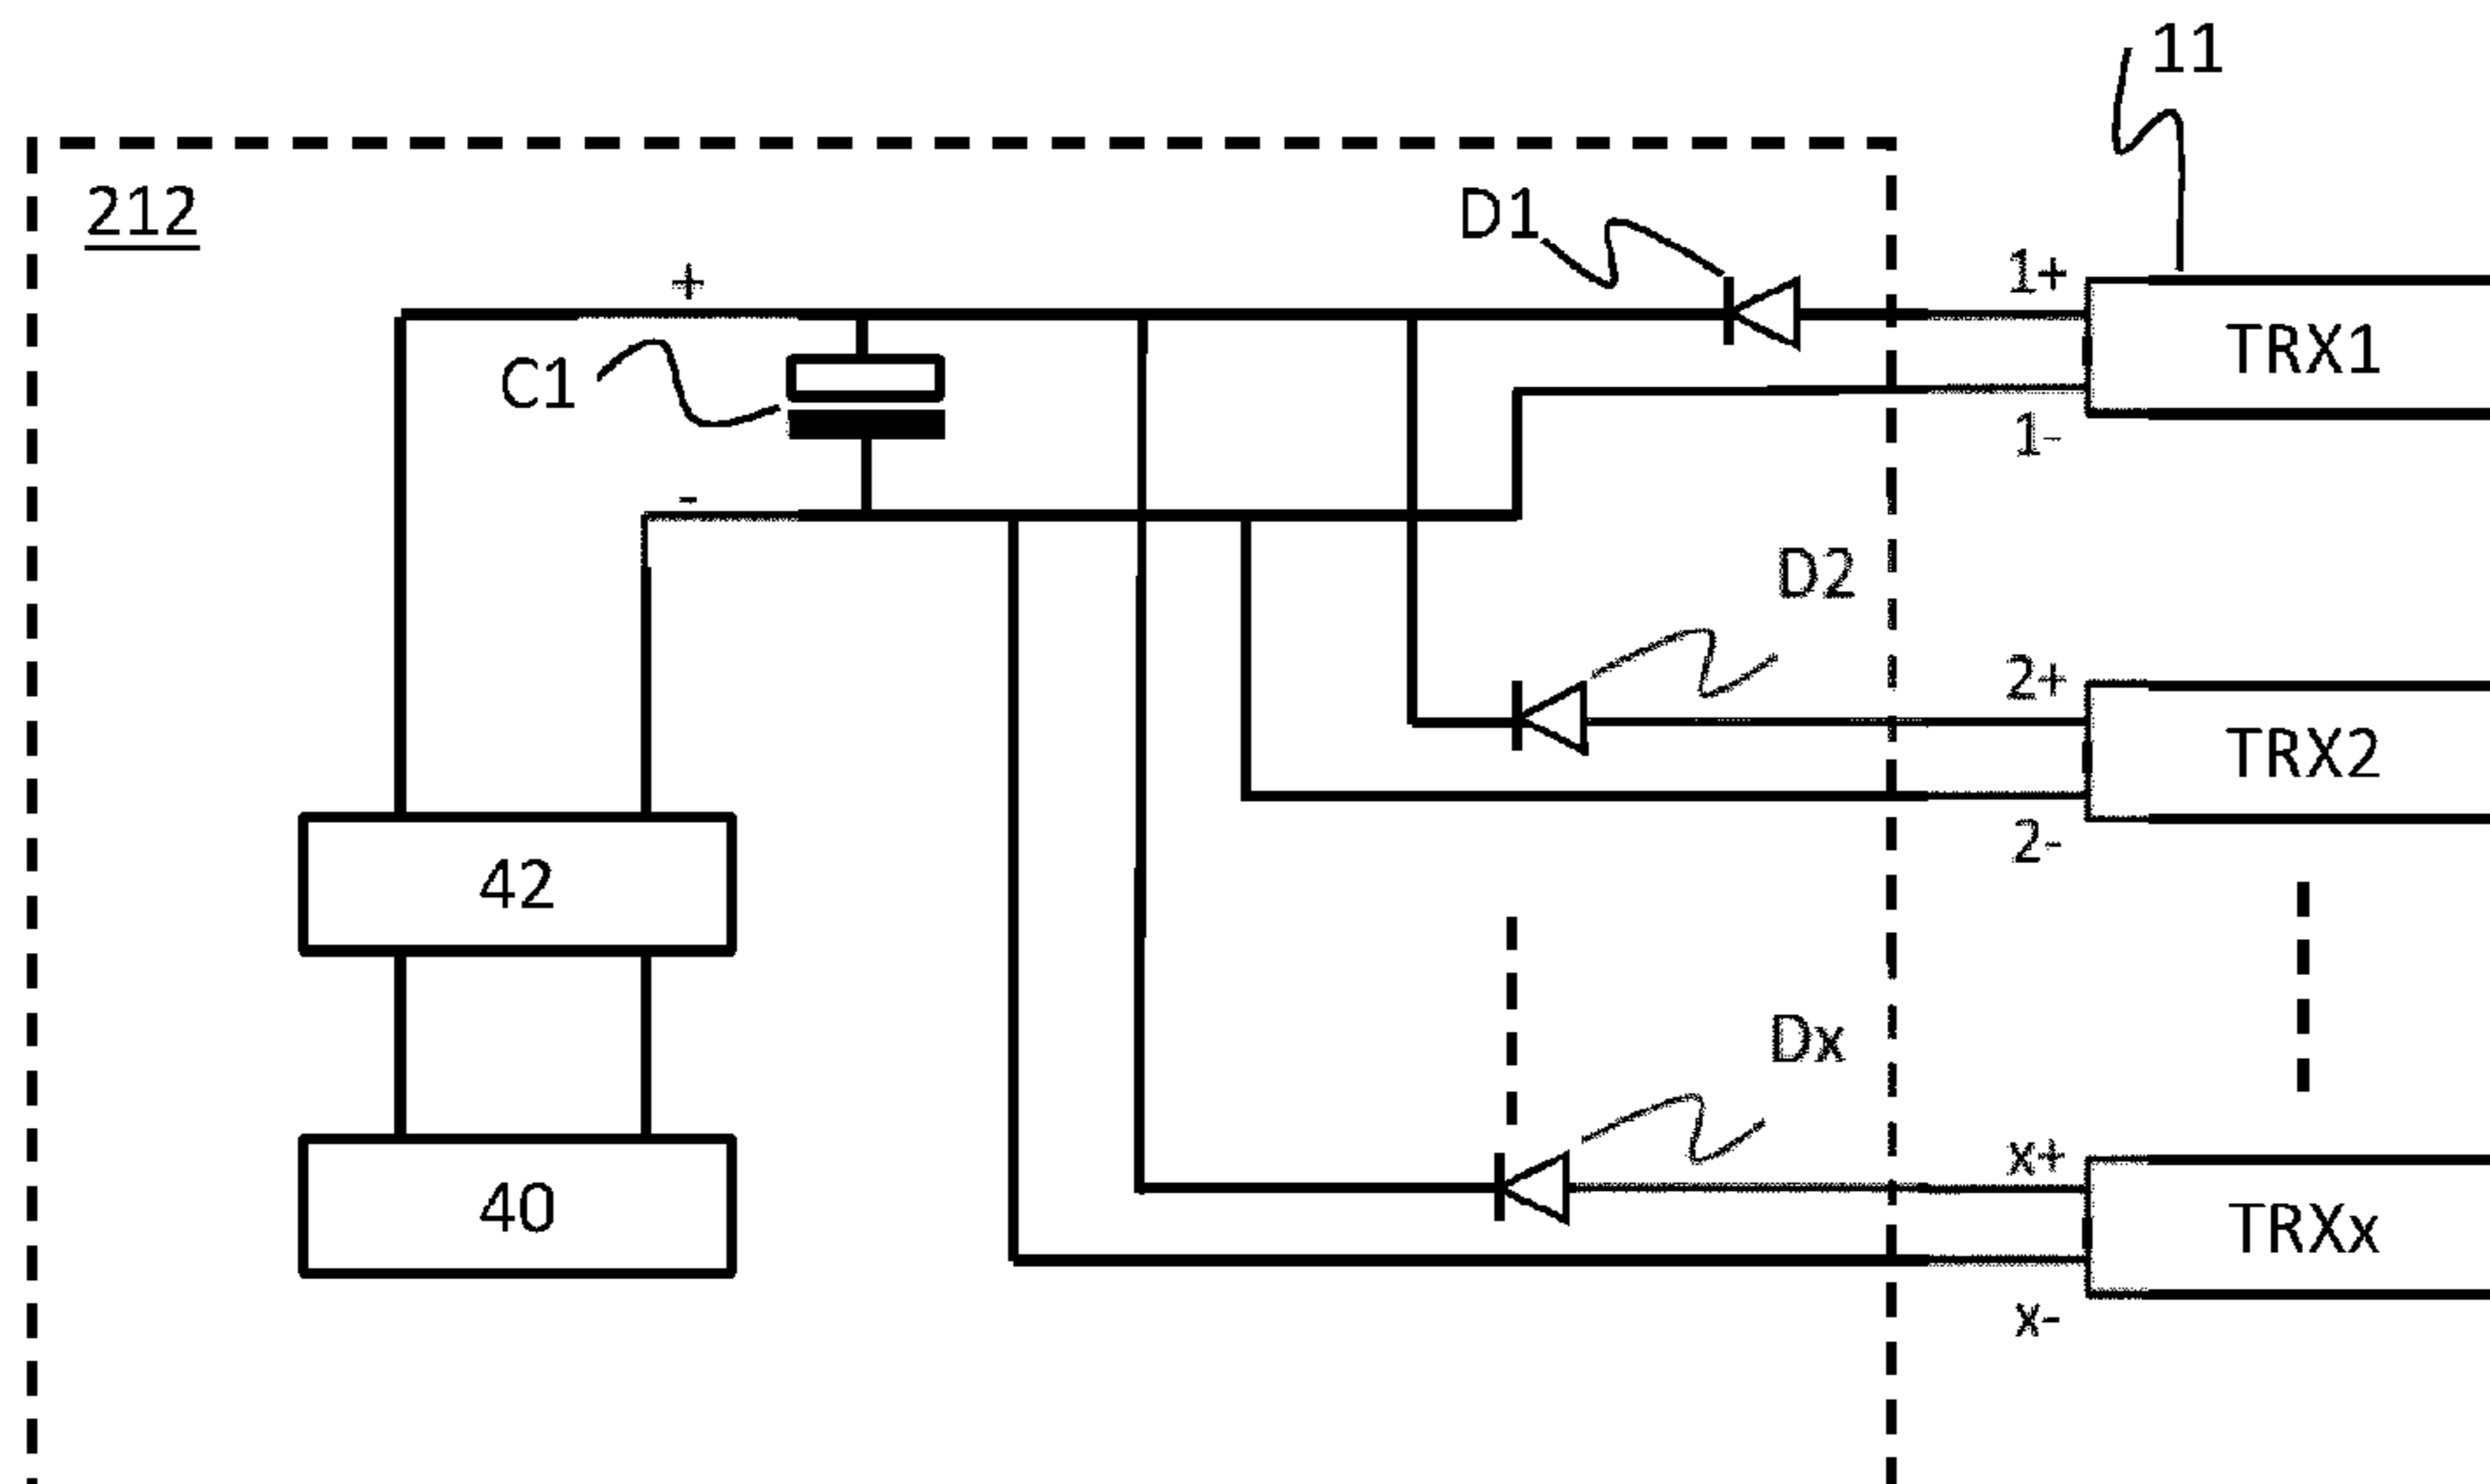 11
212
D1
+
1+
TRX1
C1
1-
-
D2
2+
TRX2
2-
42
Dx
x+
40
TRXx
x-